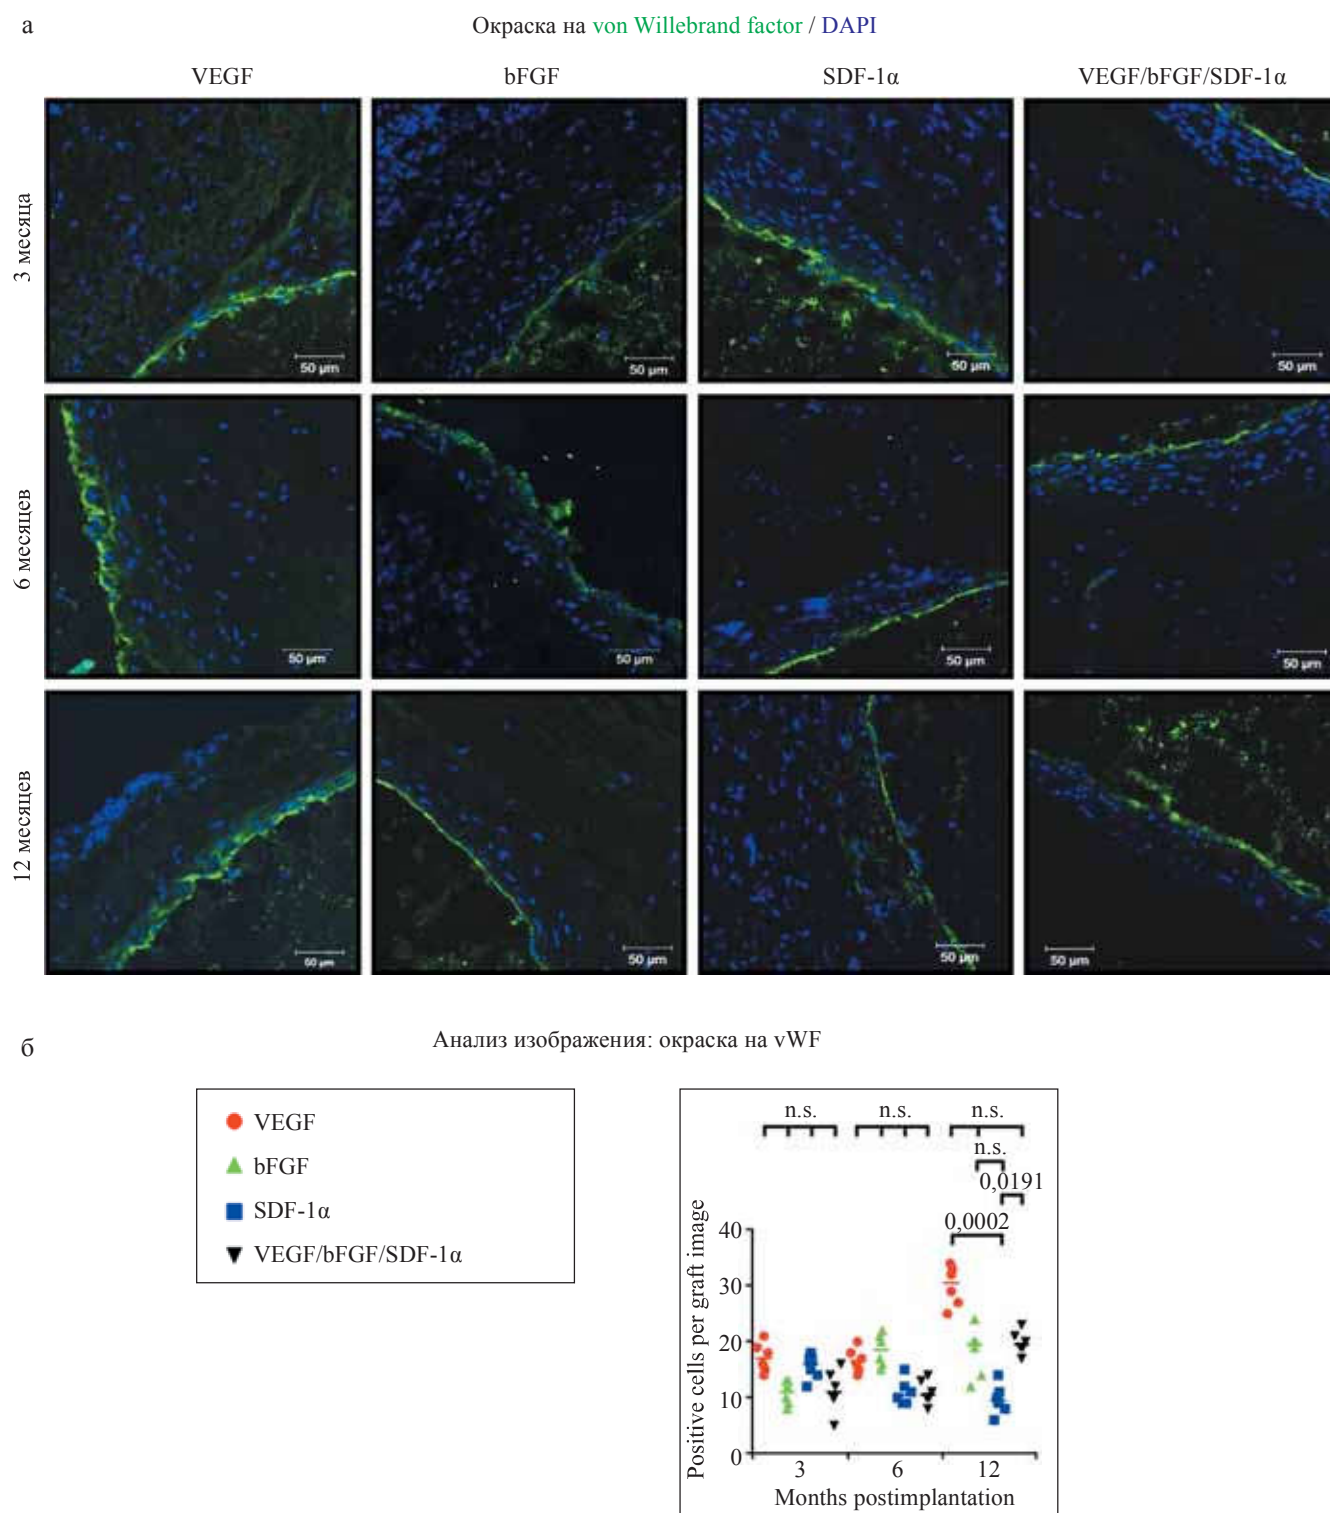 а
Окраска на von Willebrand factor / DAPI
VEGF bFGF SDF-1α VEGF/bFGF/SDF-1α
3 месяца
50 µm 50 µm 50 µm 50 µm
6 месяцев
50 µm 50 µm 50 µm 50 µm
12 месяцев
50 µm 50 µm 50 µm 50 µm
б
Анализ изображения: окраска на vWF
VEGF
bFGF
SDF-1α
VEGF/bFGF/SDF-1α
n.s. n.s. n.s.
n.s.
0,0191
0,0002
Positive cells per graft image
40
30
20
10
0
3 6 12
Months postimplantation